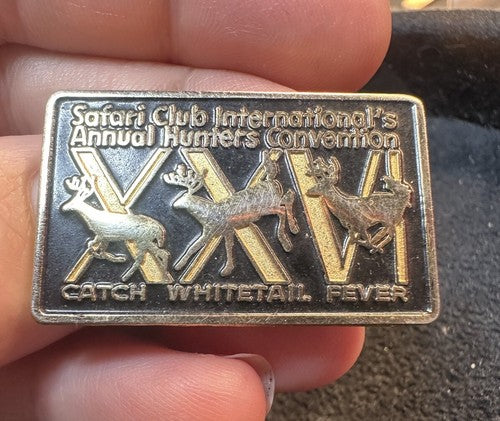 Safari Club International's
Annual Hunters Convention
XXVI
CATCH WHITETAIL FEVER